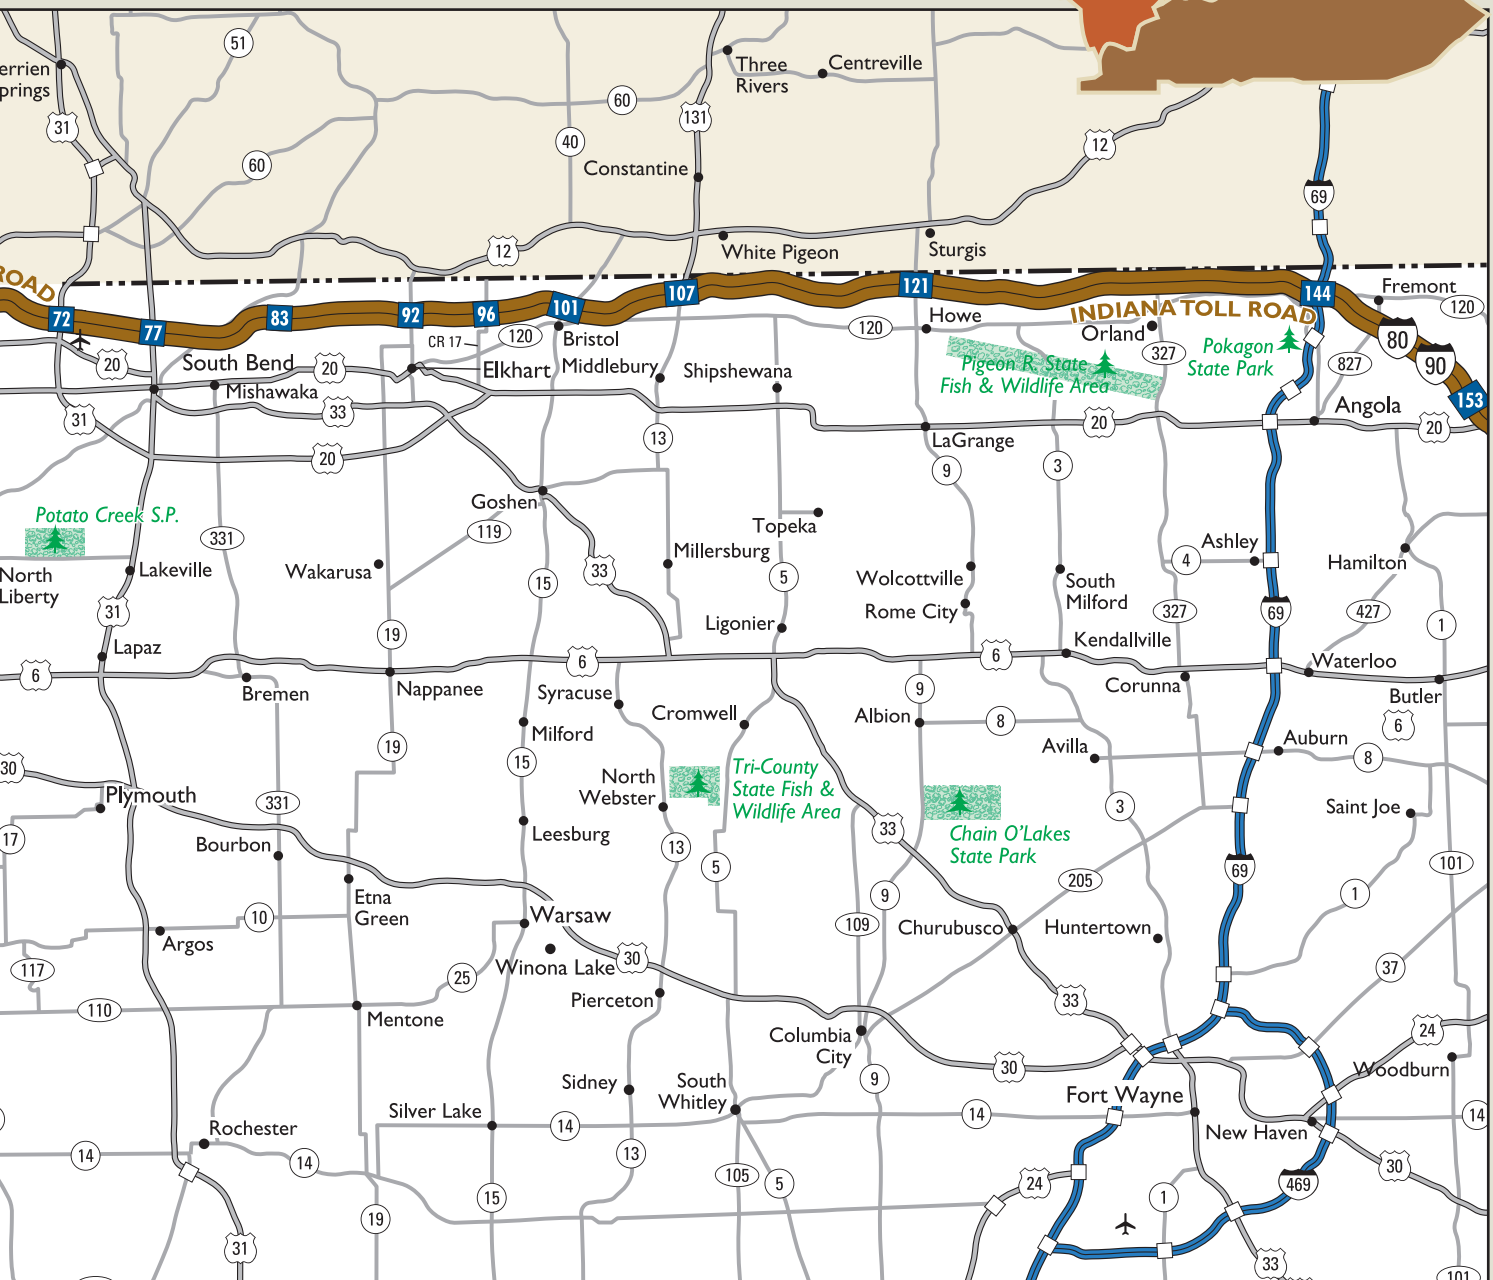 51
Three
Rivers
Centreville
errien
prings
60
131
31
40
12
60
Constantine
69
12
White Pigeon
Sturgis
ROAD
72
77
83
92
96
101
107
121
144
Fremont
120
INDIANA TOLL ROAD
Howe
120
120
CR 17
Bristol
Orland
80
90
153
327
Pokagon
State Park
827
Pigeon R. State
Fish & Wildlife Area
20
South Bend
20
Elkhart
Middlebury
Shipshewana
Mishawaka
33
31
20
13
LaGrange
20
Angola
20
9
3
Goshen
119
Topeka
Potato Creek S.P.
331
North
Liberty
Lakeville
Wakarusa
15
33
Millersburg
5
Wolcottville
Rome City
South
Milford
4
Ashley
Hamilton
31
Ligonier
327
69
427
1
19
Lapaz
6
6
6
Kendallville
Waterloo
Bremen
Nappanee
Syracuse
9
Corunna
Butler
6
Cromwell
Albion
8
Milford
Avilla
Auburn
8
19
15
30
Plymouth
North
Webster
Tri-County
State Fish &
Wildlife Area
331
3
Saint Joe
17
Bourbon
Leesburg
33
Chain O'Lakes
State Park
13
5
69
101
205
Etna
Green
9
1
10
Warsaw
109
Churubusco
Huntertown
Argos
117
Winona Lake
30
25
37
110
Mentone
Pierceton
33
24
Columbia
City
Woodburn
30
9
Sidney
South
Whitley
Fort Wayne
Silver Lake
14
14
14
New Haven
Rochester
14
14
13
105
5
24
30
469
15
1
19
31
33
101